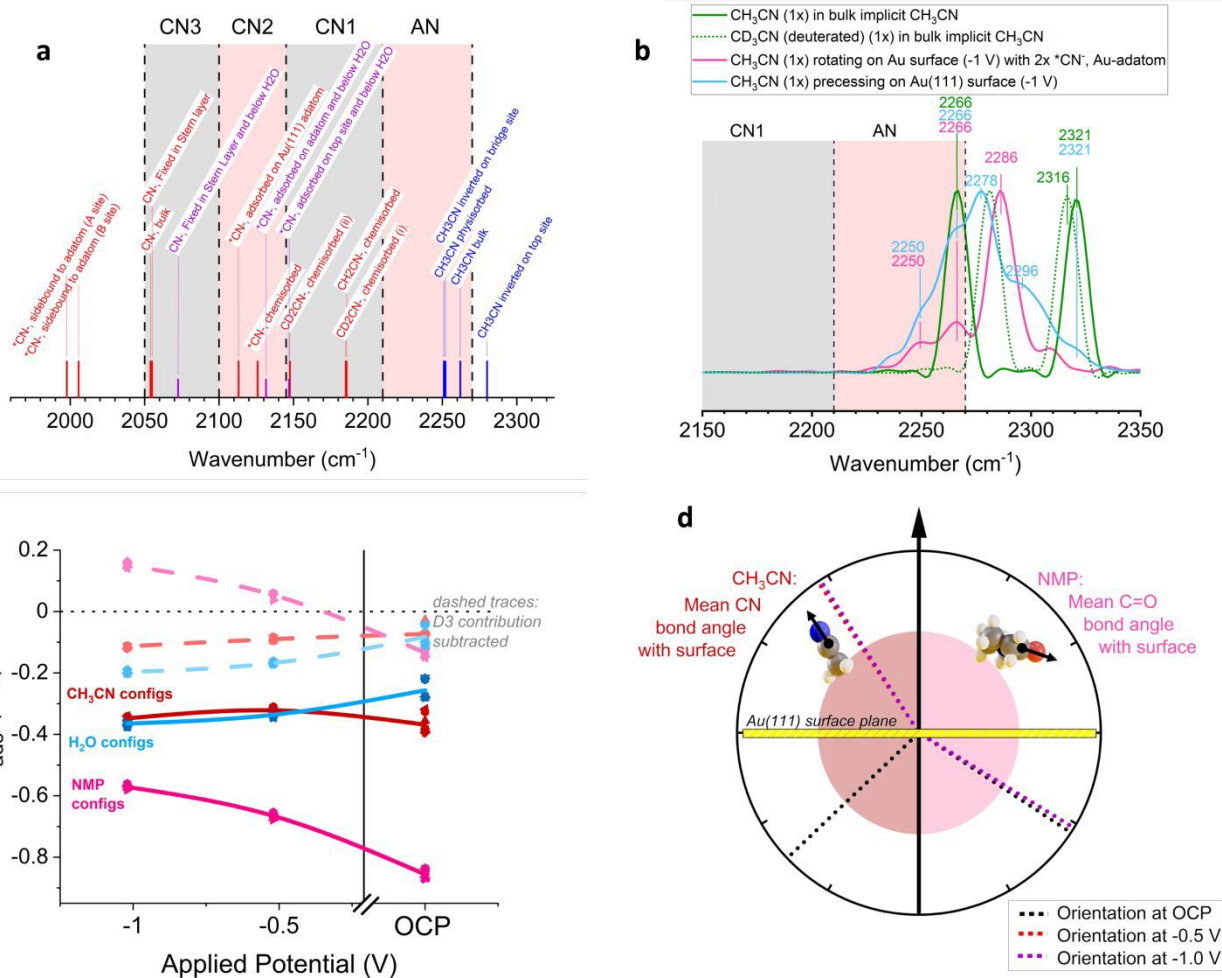 a
CN3
CN2
CN1
AN
*CN-, sidebound to adatom (A site)
*CN-, sidebound to adatom (B site)
CN-, bulk
CN-, Fixed in Stern layer
CN-, Fixed in Stern Layer and below H2O
*CN-, adsorbed on Au(111) adatom
*CN-, chemisorbed
*CN-, adsorbed on adatom and below H2O
CD2CN-, chemisorbed (ii)
*CN-, adsorbed on top site and below H2O
CH2CN-, chemisorbed
CD2CN-, chemisorbed (i)
CH3CN inverted on bridge site
CH3CN physisorbed
CH3CN bulk
CH3CN inverted on top site
2000
2050
2100
2150
2200
2250
2300
Wavenumber (cm⁻¹)
b
CH₃CN (1x) in bulk implicit CH₃CN
CD₃CN (deuterated) (1x) in bulk implicit CH₃CN
CH₃CN (1x) rotating on Au surface (-1 V) with 2x *CN⁻, Au-adatom
CH₃CN (1x) precessing on Au(111) surface (-1 V)
CN1
AN
2266
2266
2266
2321
2321
2286
2316
2278
2250
2250
2296
2150
2200
2250
2300
2350
Wavenumber (cm⁻¹)
0.2
0
-0.2
-0.4
-0.6
-0.8
dashed traces:
D3 contribution
subtracted
CH₃CN configs
H₂O configs
NMP
configs
-1
-0.5
OCP
Applied Potential (V)
d
CH₃CN:
Mean CN
bond angle
with surface
NMP:
Mean C=O
bond angle
with surface
Au(111) surface plane
Orientation at OCP
Orientation at -0.5 V
Orientation at -1.0 V